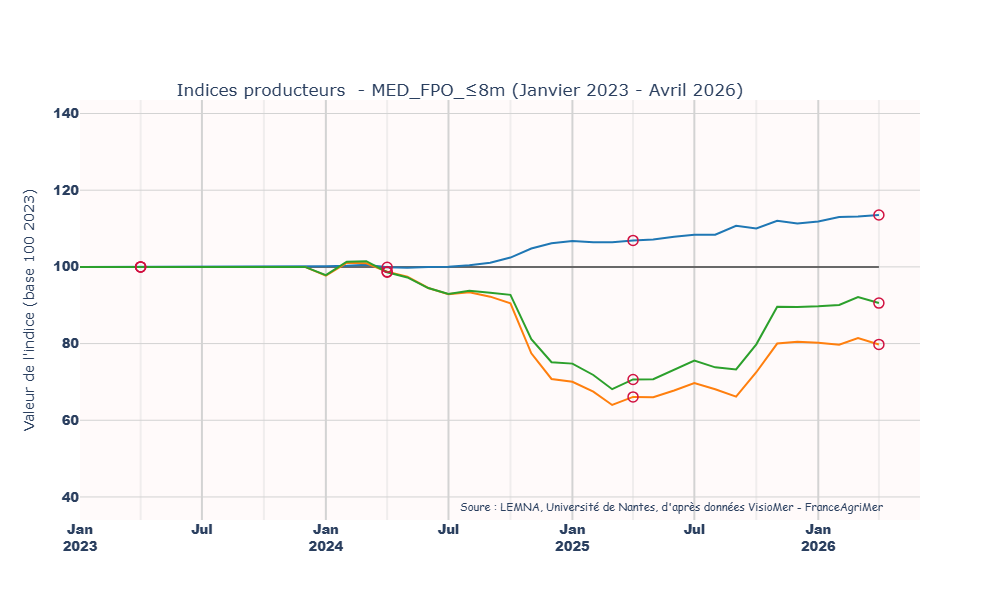 Indices producteurs - MED_FPO_≤8m (Janvier 2023 - Avril 2026)
Valeur de l'indice (base 100 2023)
140
120
100
80
60
40
Soure : LEMNA, Université de Nantes, d'après données VisioMer - FranceAgriMer
Jan Jul Jan Jul Jan Jul Jan
2023 2024 2025 2026